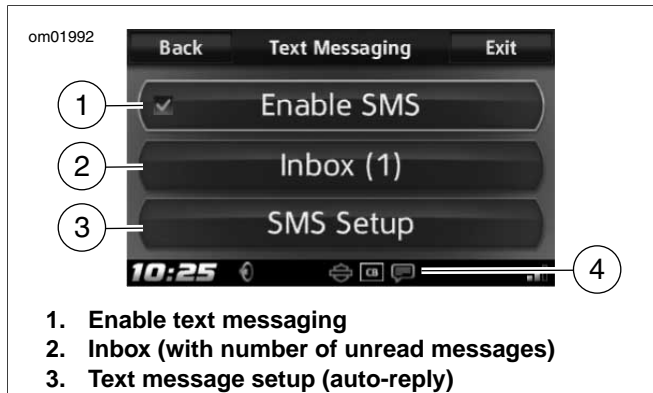 om01992
Back Text Messaging Exit
1 Enable SMS
2 Inbox (1)
3 SMS Setup
10:25 CB 4
1. Enable text messaging
2. Inbox (with number of unread messages)
3. Text message setup (auto-reply)